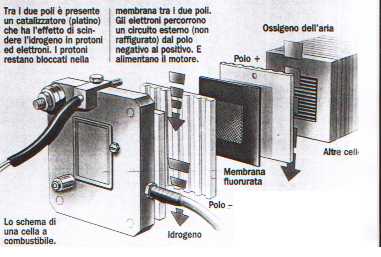 Tra i due poli è presente
un catalizzatore (platino)
che ha l'effetto di scin-
dere l'idrogeno in protoni
ed elettroni. I protoni
restano bloccati nella
membrana tra i due poli.
Gli elettroni percorrono
un circuito esterno (non
raffigurato) dal polo
negativo al positivo. E
alimentano il motore.
Ossigeno dell'aria
Polo +
Altre celle
Membrana
fluorurata
Polo –
Idrogeno
Lo schema di
una cella a
combustibile.